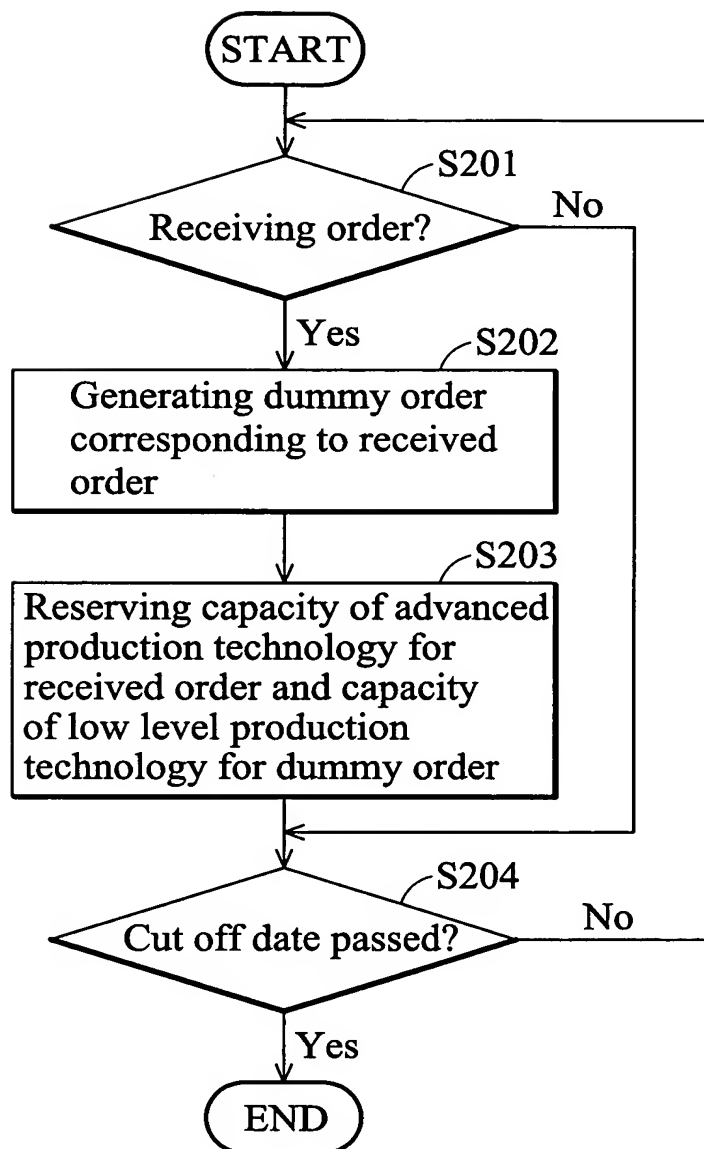 START
S201
Receiving order?
No
Yes
S202
Generating dummy order
corresponding to received
order
S203
Reserving capacity of advanced
production technology for
received order and capacity
of low level production
technology for dummy order
S204
Cut off date passed?
No
Yes
END